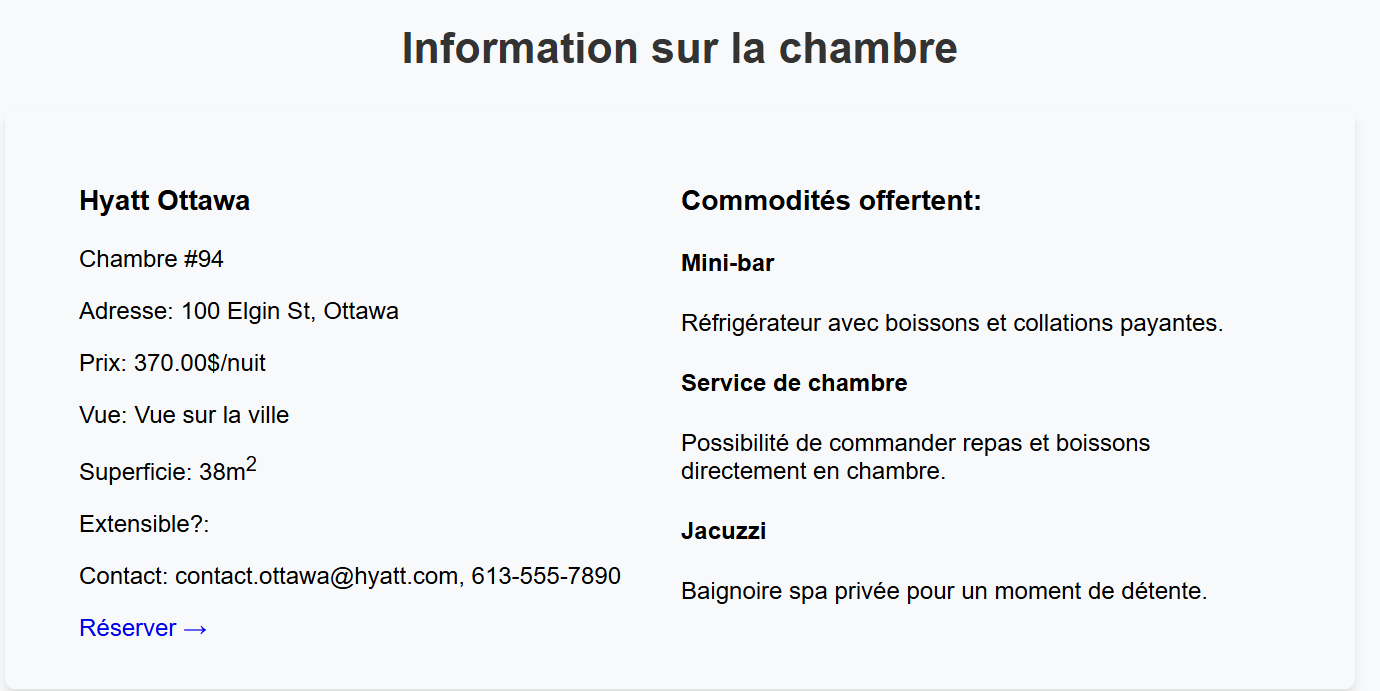 Information sur la chambre
Hyatt Ottawa
Chambre #94
Adresse: 100 Elgin St, Ottawa
Prix: 370.00$/nuit
Vue: Vue sur la ville
Superficie: 38m²
Extensible?:
Contact: contact.ottawa@hyatt.com, 613-555-7890
Réserver →
Commodités offertent:
Mini-bar
Réfrigérateur avec boissons et collations payantes.
Service de chambre
Possibilité de commander repas et boissons
directement en chambre.
Jacuzzi
Baignoire spa privée pour un moment de détente.